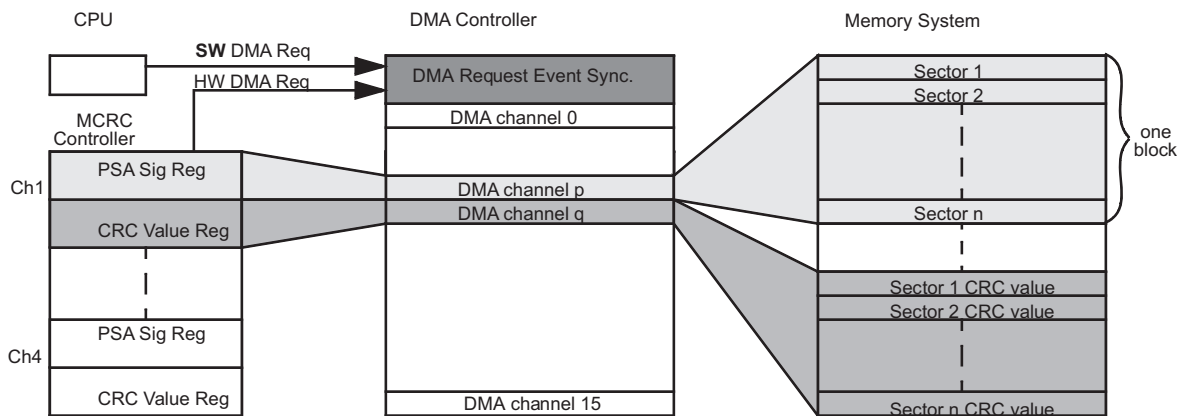 CPU
DMA Controller
Memory System
SW DMA Req
HW DMA Req
DMA Request Event Sync.
DMA channel 0
MCRC
Controller
Ch1
PSA Sig Reg
CRC Value Reg
DMA channel p
DMA channel q
Sector 1
Sector 2
Sector n
one
block
Sector 1 CRC value
Sector 2 CRC value
Ch4
PSA Sig Reg
CRC Value Reg
DMA channel 15
Sector n CRC value